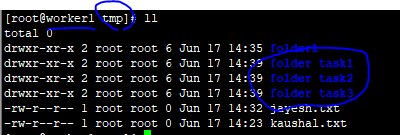 [root@worker1 tmp]# ll
total 0
drwxr-xr-x 2 root root 6 Jun 17 14:35 folder1
drwxr-xr-x 2 root root 6 Jun 17 14:39 folder task1
drwxr-xr-x 2 root root 6 Jun 17 14:39 folder task2
drwxr-xr-x 2 root root 6 Jun 17 14:39 folder task3
-rw-r--r-- 1 root root 0 Jun 17 14:32 jayesh.txt
-rw-r--r-- 1 root root 0 Jun 17 14:23 kaushal.txt